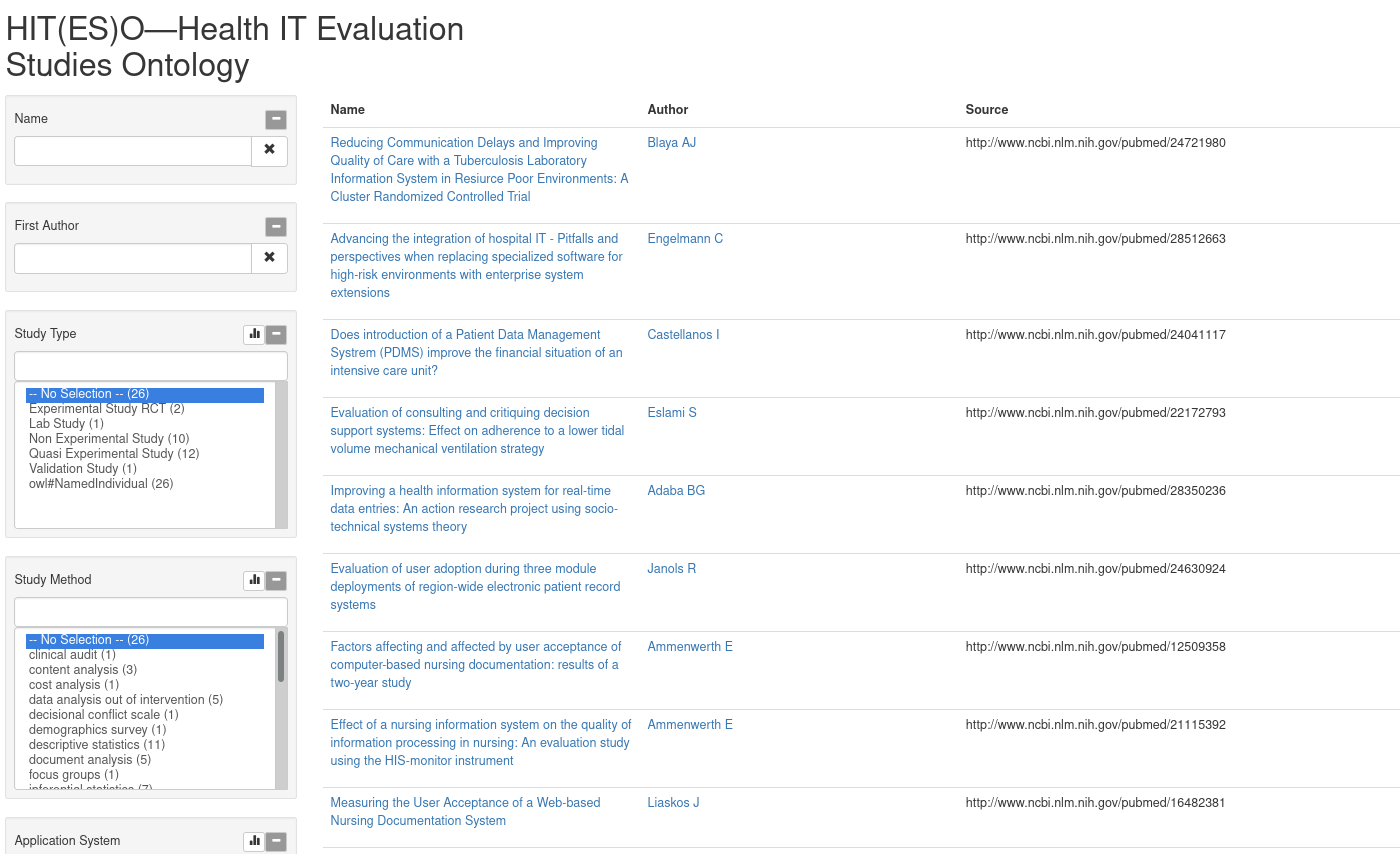 HIT(ES)O—Health IT Evaluation
Studies Ontology
Name
First Author
Study Type
-- No Selection -- (26)
Experimental Study RCT (2)
Lab Study (1)
Non Experimental Study (10)
Quasi Experimental Study (12)
Validation Study (1)
owl#NamedIndividual (26)
Study Method
-- No Selection -- (26)
clinical audit (1)
content analysis (3)
cost analysis (1)
data analysis out of intervention (5)
decisional conflict scale (1)
demographics survey (1)
descriptive statistics (11)
document analysis (5)
focus groups (1)
inferential statistics (7)
Application System
Name Author Source
Reducing Communication Delays and Improving Blaya AJ http://www.ncbi.nlm.nih.gov/pubmed/24721980
Quality of Care with a Tuberculosis Laboratory
Information System in Resiurce Poor Environments: A
Cluster Randomized Controlled Trial
Advancing the integration of hospital IT - Pitfalls and Engelmann C http://www.ncbi.nlm.nih.gov/pubmed/28512663
perspectives when replacing specialized software for
high-risk environments with enterprise system
extensions
Does introduction of a Patient Data Management Castellanos I http://www.ncbi.nlm.nih.gov/pubmed/24041117
Systrem (PDMS) improve the financial situation of an
intensive care unit?
Evaluation of consulting and critiquing decision Eslami S http://www.ncbi.nlm.nih.gov/pubmed/22172793
support systems: Effect on adherence to a lower tidal
volume mechanical ventilation strategy
Improving a health information system for real-time Adaba BG http://www.ncbi.nlm.nih.gov/pubmed/28350236
data entries: An action research project using socio-
technical systems theory
Evaluation of user adoption during three module Janols R http://www.ncbi.nlm.nih.gov/pubmed/24630924
deployments of region-wide electronic patient record
systems
Factors affecting and affected by user acceptance of Ammenwerth E http://www.ncbi.nlm.nih.gov/pubmed/12509358
computer-based nursing documentation: results of a
two-year study
Effect of a nursing information system on the quality of Ammenwerth E http://www.ncbi.nlm.nih.gov/pubmed/21115392
information processing in nursing: An evaluation study
using the HIS-monitor instrument
Measuring the User Acceptance of a Web-based Liaskos J http://www.ncbi.nlm.nih.gov/pubmed/16482381
Nursing Documentation System